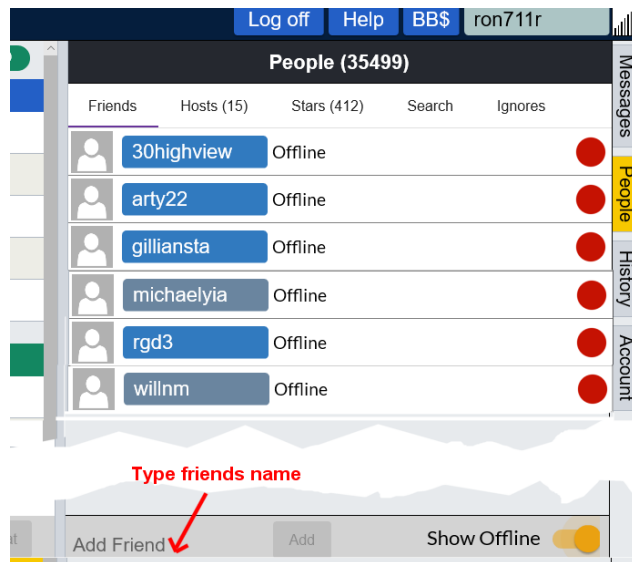 Log off Help BB$ ron711r
People (35499)
Friends Hosts (15) Stars (412) Search Ignores
30highview Offline
arty22 Offline
gilliansta Offline
michaelyia Offline
rgd3 Offline
willnm Offline
Messages
People
History
Account
Type friends name
Add Friend Add Show Offline